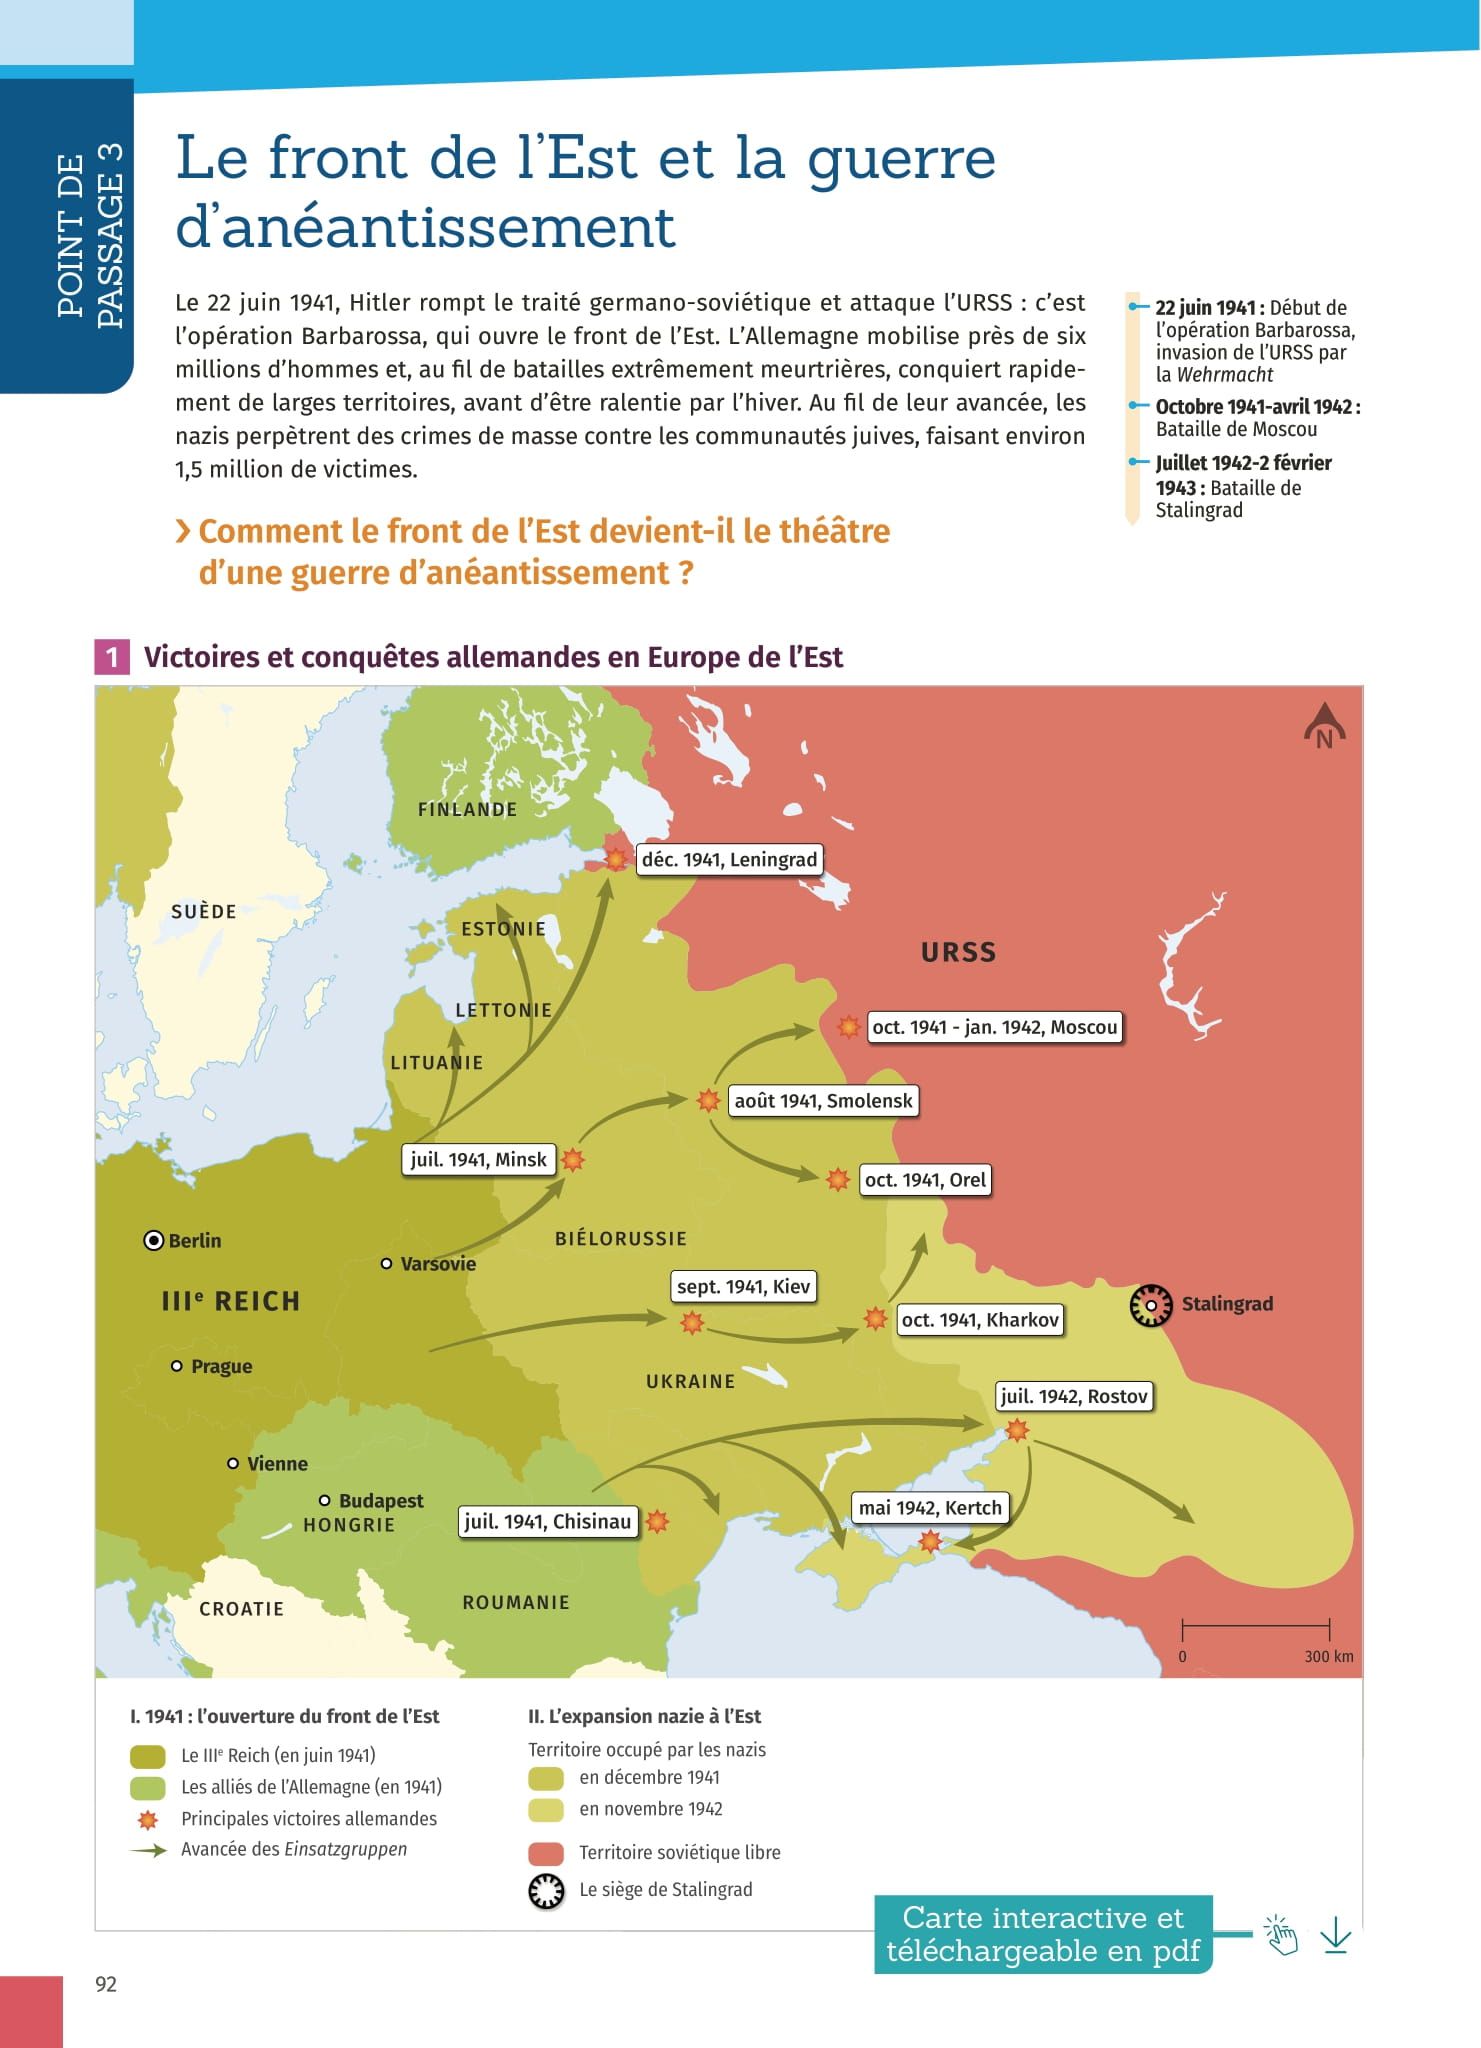 POINT DE
PASSAGE 3
Le front de l’Est et la guerre
d’anéantissement
Le 22 juin 1941, Hitler rompt le traité germano-soviétique et attaque l’URSS : c’est
l’opération Barbarossa, qui ouvre le front de l’Est. L’Allemagne mobilise près de six
millions d’hommes et, au fil de batailles extrêmement meurtrières, conquiert rapide-
ment de larges territoires, avant d’être ralentie par l’hiver. Au fil de leur avancée, les
nazis perpètrent des crimes de masse contre les communautés juives, faisant environ
1,5 million de victimes.
22 juin 1941 : Début de
l’opération Barbarossa,
invasion de l’URSS par
la Wehrmacht
Octobre 1941-avril 1942 :
Bataille de Moscou
Juillet 1942-2 février
1943 : Bataille de
Stalingrad
› Comment le front de l’Est devient-il le théâtre
d’une guerre d’anéantissement ?
1 Victoires et conquêtes allemandes en Europe de l’Est
N
FINLANDE
déc. 1941, Leningrad
SUÈDE
ESTONIE
URSS
LETTONIE
oct. 1941 - jan. 1942, Moscou
LITUANIE
août 1941, Smolensk
juil. 1941, Minsk
oct. 1941, Orel
Berlin
BIÉLORUSSIE
Varsovie
sept. 1941, Kiev
IIIe REICH
Stalingrad
oct. 1941, Kharkov
Prague
UKRAINE
juil. 1942, Rostov
Vienne
Budapest
HONGRIE
mai 1942, Kertch
juil. 1941, Chisinau
CROATIE
ROUMANIE
0 300 km
I. 1941 : l’ouverture du front de l’Est
Le IIIe Reich (en juin 1941)
Les alliés de l’Allemagne (en 1941)
Principales victoires allemandes
Avancée des Einsatzgruppen
II. L’expansion nazie à l’Est
Territoire occupé par les nazis
en décembre 1941
en novembre 1942
Territoire soviétique libre
Le siège de Stalingrad
Carte interactive et
téléchargeable en pdf
92